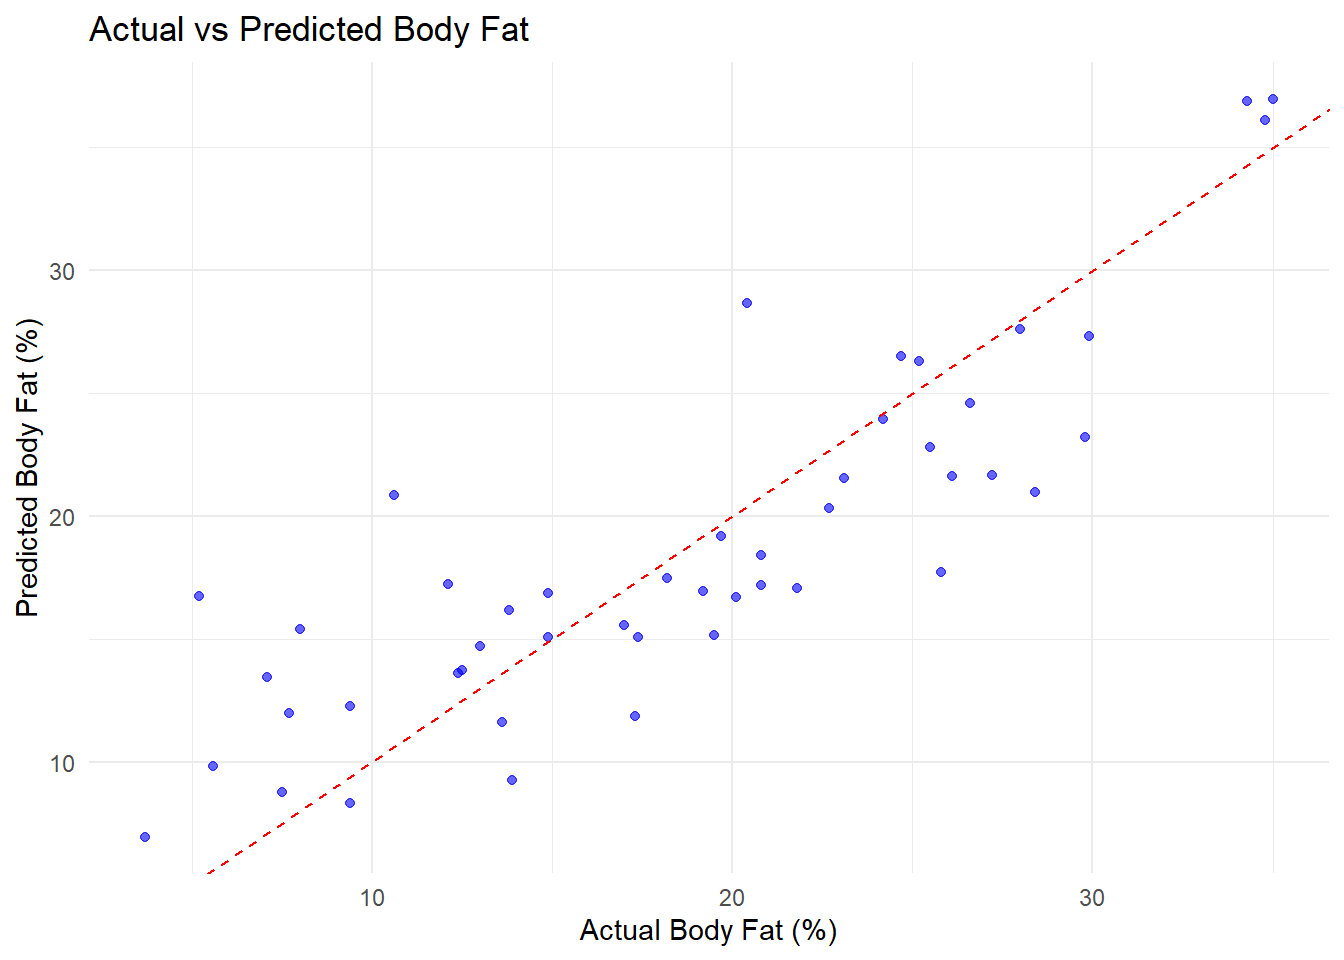 Actual vs Predicted Body Fat
Predicted Body Fat (%)
30
20
10
10 20 30
Actual Body Fat (%)